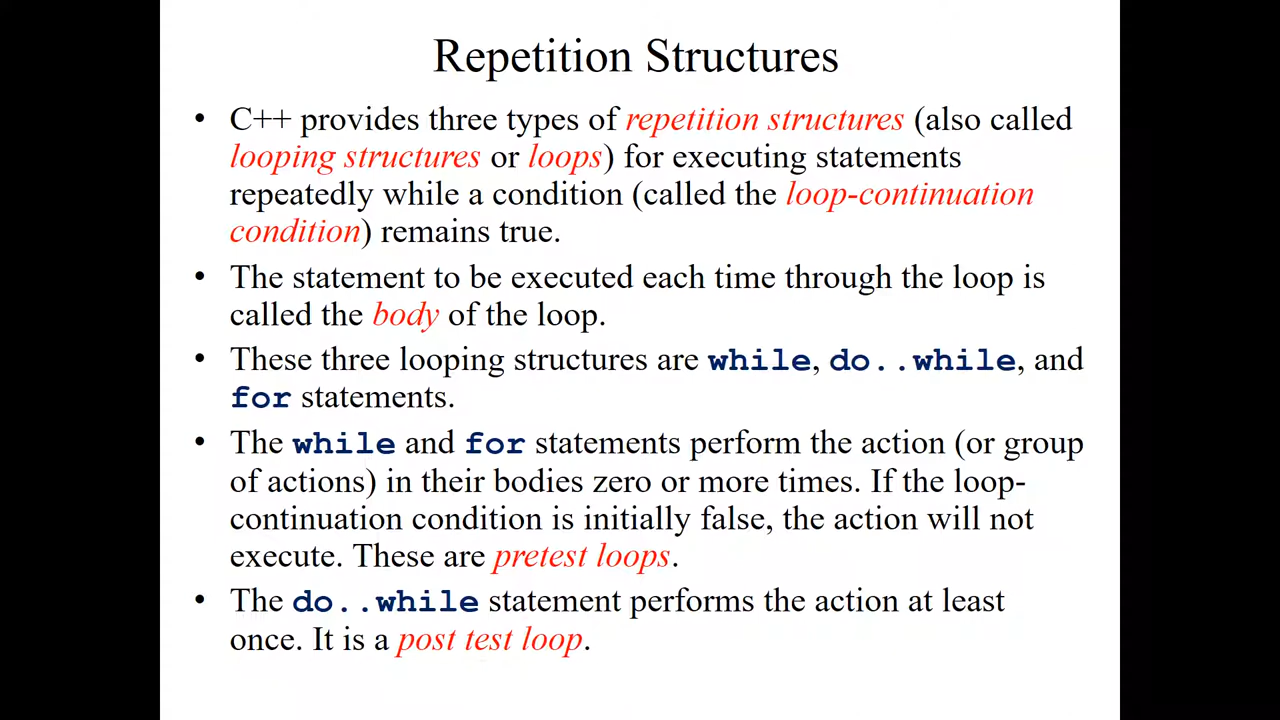 Repetition Structures
• C++ provides three types of repetition structures (also called
looping structures or loops) for executing statements
repeatedly while a condition (called the loop-continuation
condition) remains true.
• The statement to be executed each time through the loop is
called the body of the loop.
• These three looping structures are while, do..while, and
for statements.
• The while and for statements perform the action (or group
of actions) in their bodies zero or more times. If the loop-
continuation condition is initially false, the action will not
execute. These are pretest loops.
• The do..while statement performs the action at least
once. It is a post test loop.